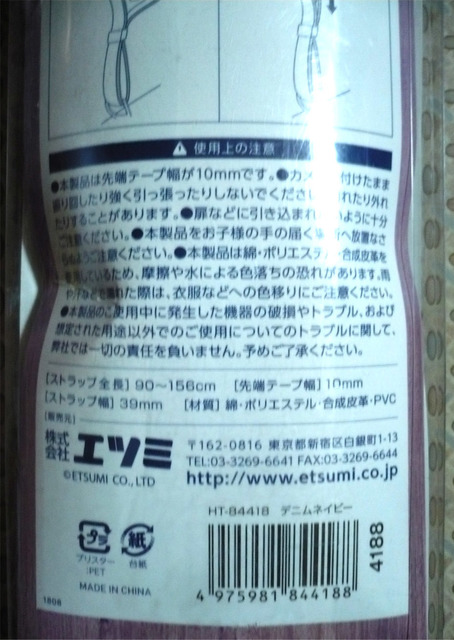 ⚠ 使用上の注意
●本製品は先端テープ幅が10mmです。●カメ 付けたまま
振り回したり強く引っ張ったりしないでくださ れたり外れ
たりすることがあります。●扉などに引き込まれ ように十分
ご注意ください。●本製品をお子様の手の届く場所へ放置なさ
らぬようご注意ください。●本製品は綿・ポリエステル・合成皮革を
使用しているため、摩擦や水による色落ちの恐れがあります。雨
や汗などで濡れた際は、衣服などへの色移りにご注意ください。
●本製品のご使用中に発生した機器の破損やトラブル、および
想定された用途以外でのご使用についてのトラブルに関して、
弊社では一切の責任を負いません。予めご了承ください。
[ストラップ全長] 90~156cm [先端テープ幅] 10mm
[ストラップ幅] 39mm [材質] 綿・ポリエステル・合成皮革・PVC
(販売元)
株式会社 エツミ
©ETSUMI CO., LTD
〒162-0816 東京都新宿区白銀町1-13
TEL:03-3269-6641 FAX:03-3269-6644
http://www.etsumi.co.jp
HT-84418 デニムネイビー
プラ
ブリスター
:PET
紙
台紙
MADE IN CHINA
4 975981 844188
4188
1808